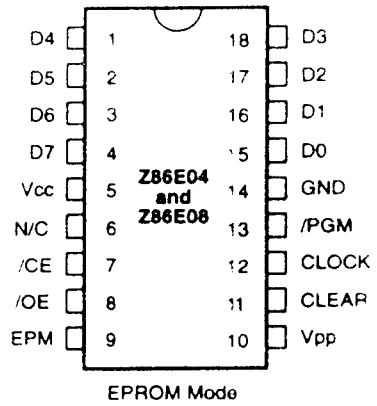 D4 1 18 D3
D5 2 17 D2
D6 3 16 D1
D7 4 15 D0
Z86E04
and
Z86E08
Vcc 5 14 GND
N/C 6 13 /PGM
/CE 7 12 CLOCK
/OE 8 11 CLEAR
EPM 9 10 Vpp
EPROM Mode